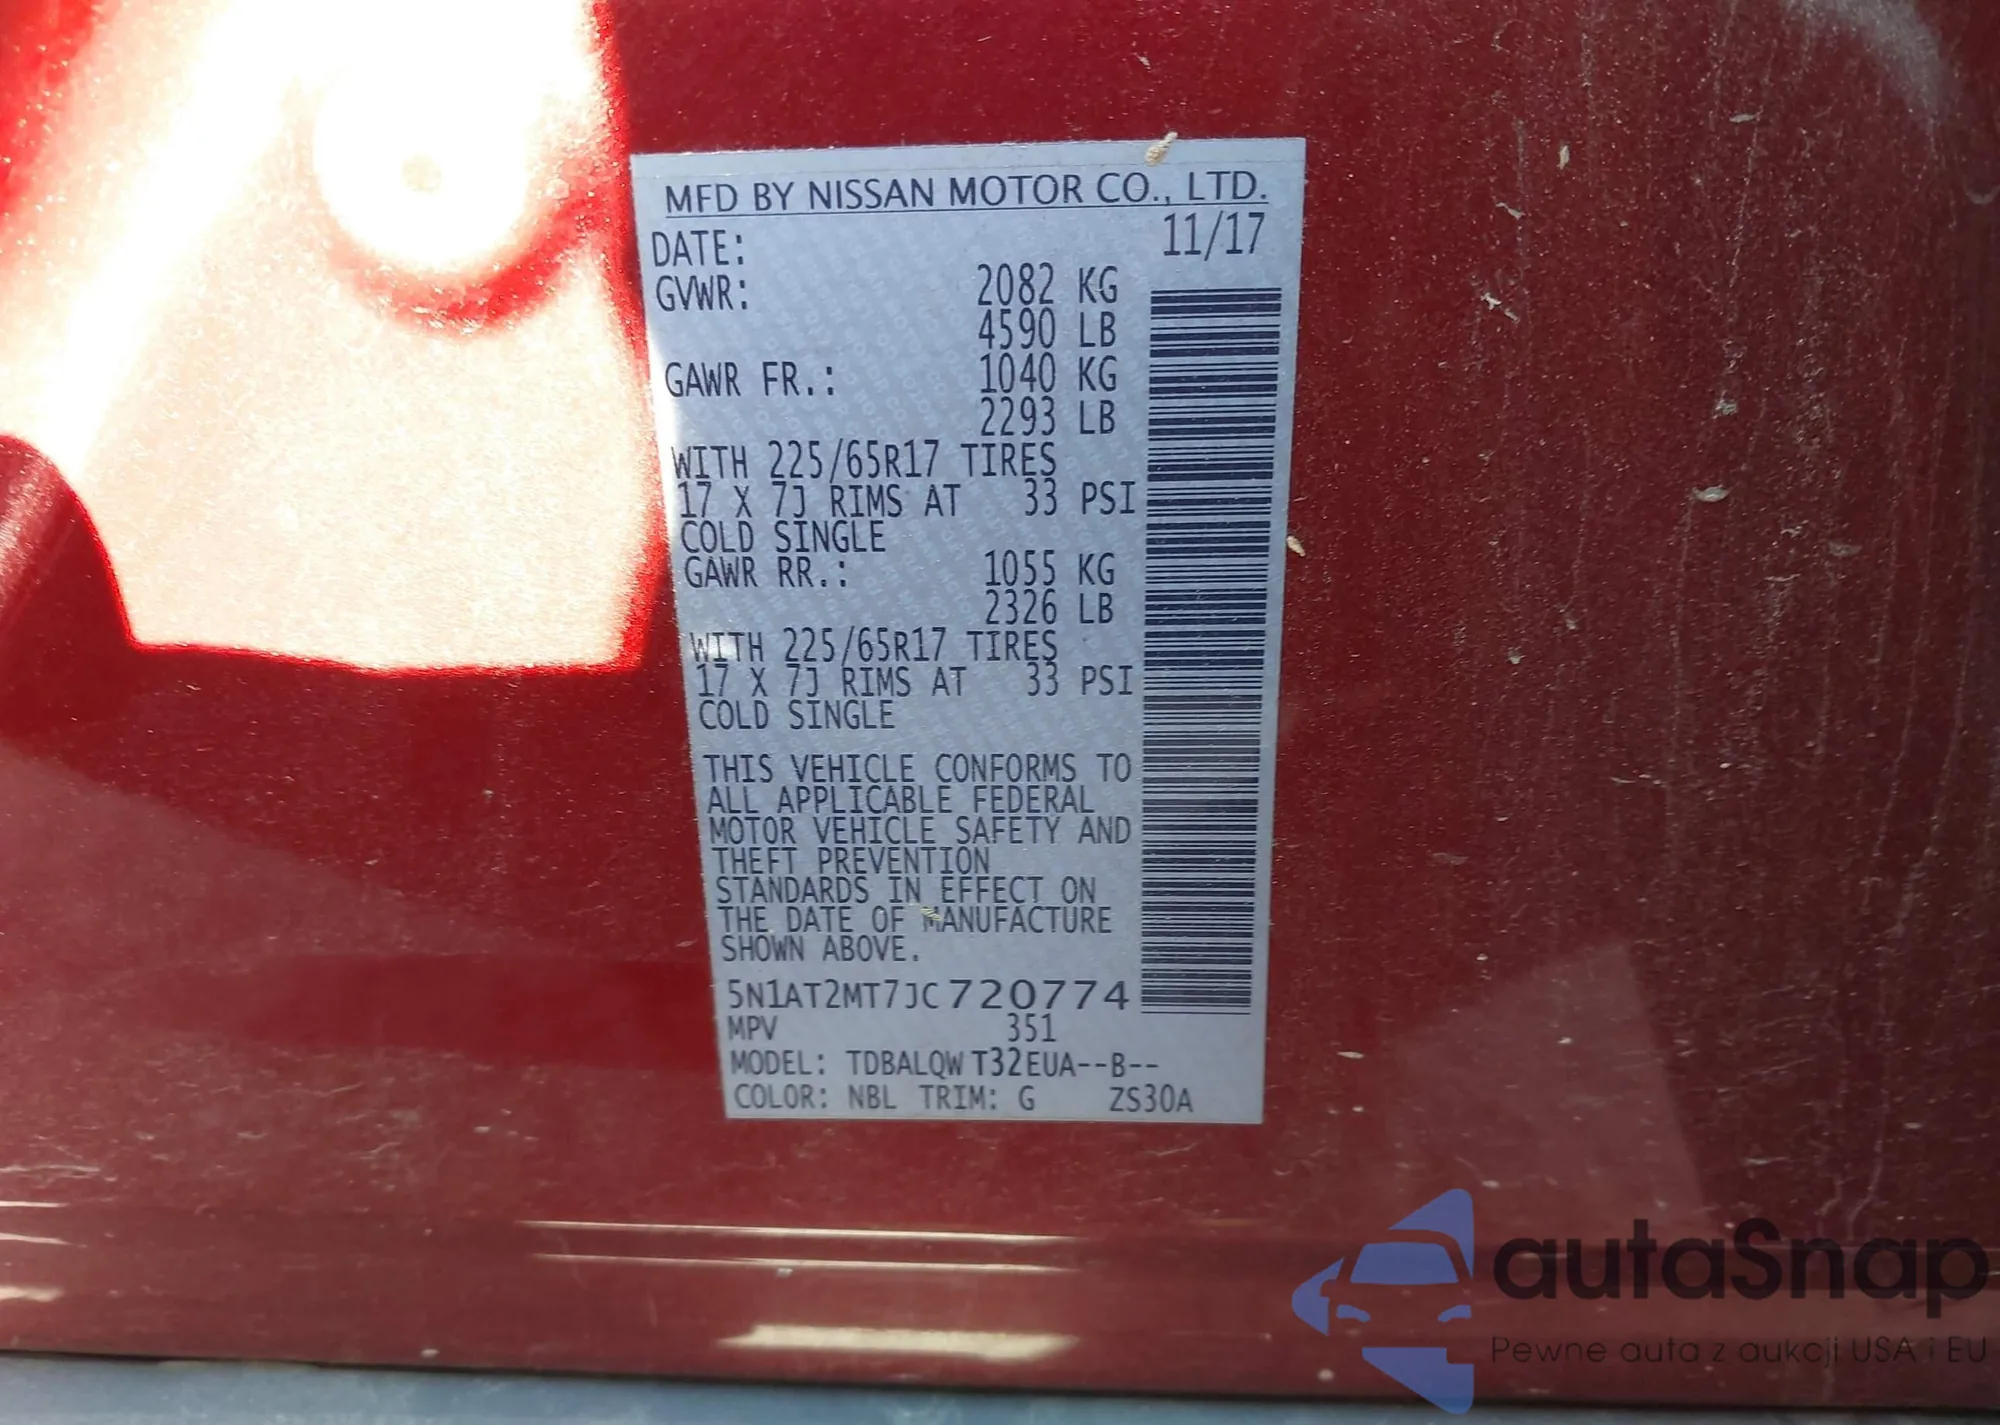 MFD BY NISSAN MOTOR CO., LTD.
DATE: 11/17
GVWR: 2082 KG
4590 LB
GAWR FR.: 1040 KG
2293 LB
WITH 225/65R17 TIRES
17 X 7J RIMS AT 33 PSI
COLD SINGLE
GAWR RR.: 1055 KG
2326 LB
WITH 225/65R17 TIRES
17 X 7J RIMS AT 33 PSI
COLD SINGLE
THIS VEHICLE CONFORMS TO
ALL APPLICABLE FEDERAL
MOTOR VEHICLE SAFETY AND
THEFT PREVENTION
STANDARDS IN EFFECT ON
THE DATE OF MANUFACTURE
SHOWN ABOVE.
5N1AT2MT7JC720774
MPV 351
MODEL: TDBALQW T32EUA--B--
COLOR: NBL TRIM: G ZS30A
autaSnap
Pewne auta z aukcji USA i EU